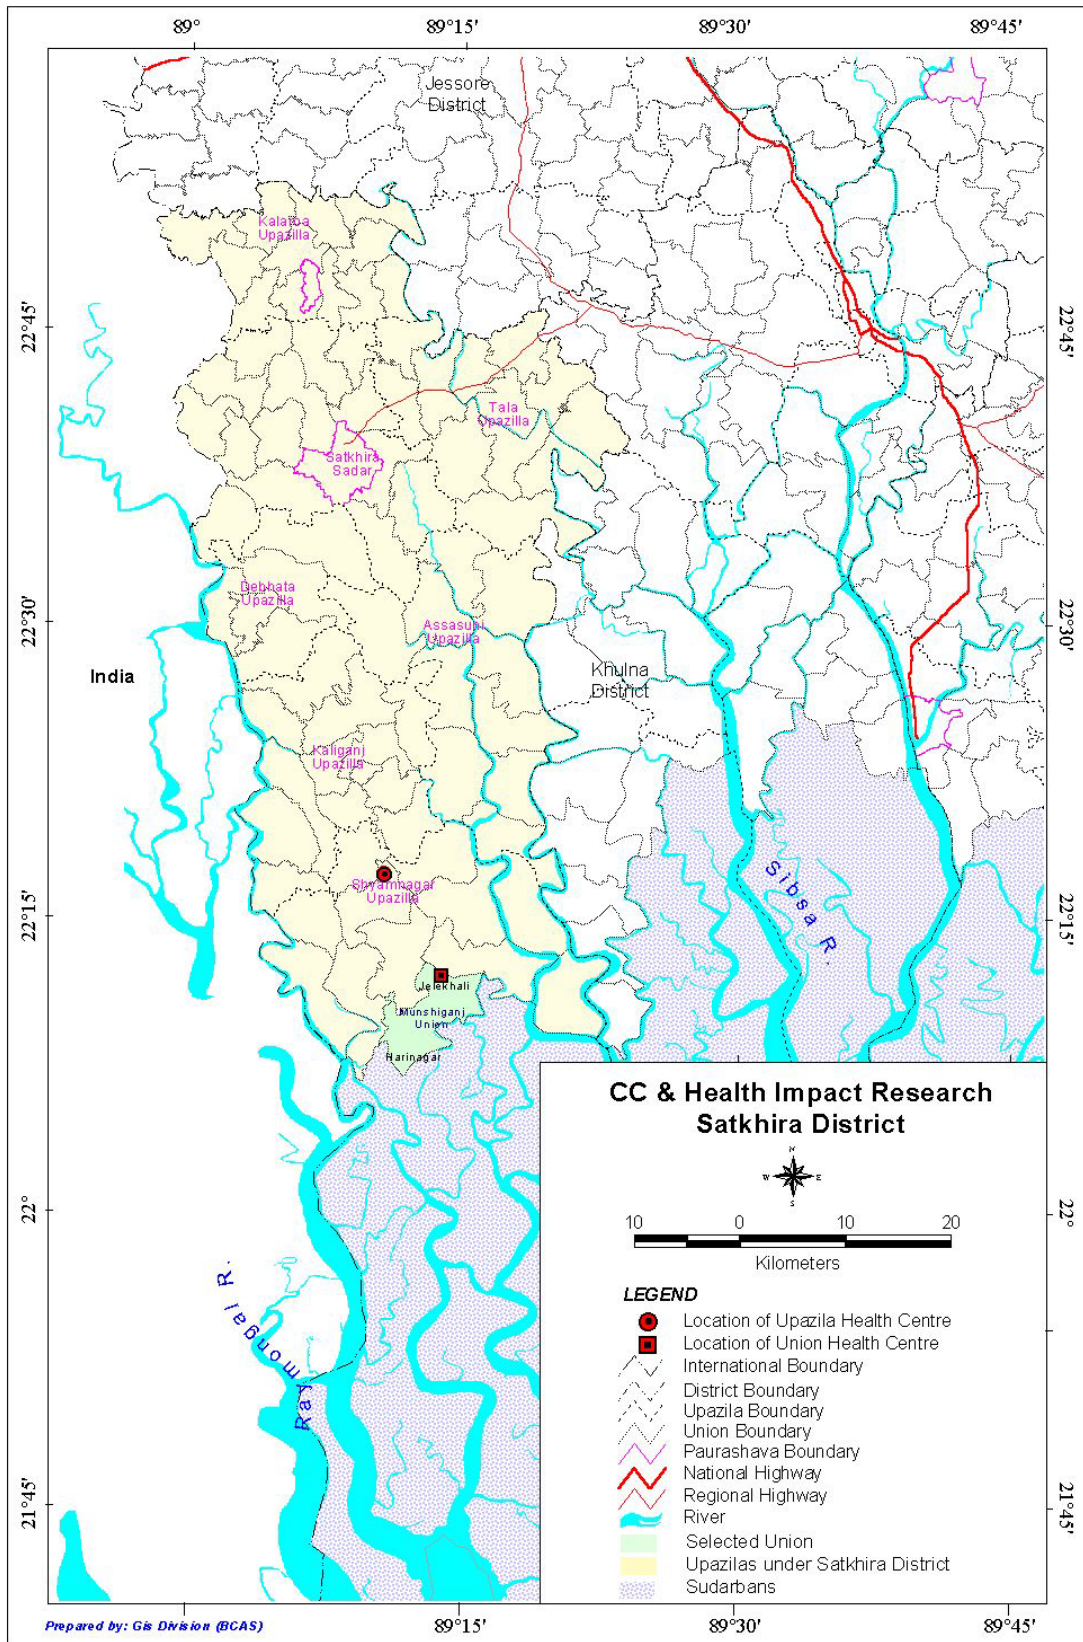 89°
89°15'
89°30'
89°45'
Jessore
District
Kalaroa
Upazilla
22°45'
22°45'
Tala
Upazilla
Satkhira
Sadar
Debhata
Upazilla
22°30'
22°30'
Assasuni
Upazilla
India
Khulna
District
Kaliganj
Upazilla
Shyamnagar
Upazilla
22°15'
22°15'
Sibsa R.
Jelekhali
Munshiganj
Union
Harinagar
CC & Health Impact Research
Satkhira District
N
W E
S
22°
22°
10 0 10 20
Kilometers
Raymongal R.
LEGEND
Location of Upazila Health Centre
Location of Union Health Centre
International Boundary
District Boundary
Upazila Boundary
Union Boundary
Paurashava Boundary
National Highway
Regional Highway
River
Selected Union
Upazilas under Satkhira District
Sudarbans
21°45'
21°45'
Prepared by: Gis Division (BCAS)
89°15'
89°30'
89°45'